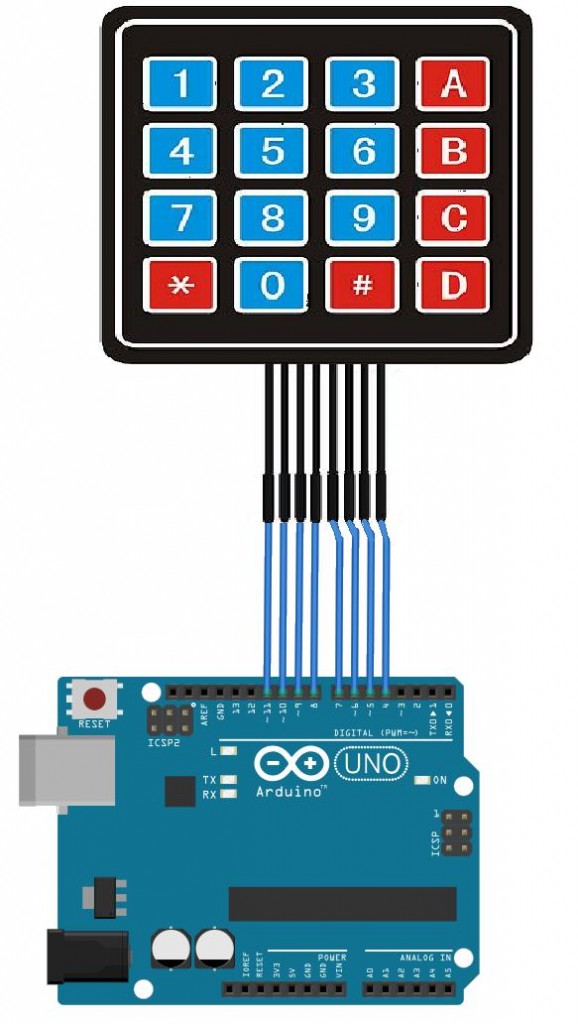 1 2 3 A
4 5 6 B
7 8 9 C
* 0 # D
RESET
ICSP2
AREF
GND
13
12
~11
~10
~9
8
7
~6
~5
4
~3
2
TXD▶1
RXD◀0
DIGITAL (PWM=~)
L
TX
RX
UNO
Arduino™
ON
1
ICSP
POWER
ANALOG IN
IOREF
RESET
3V3
5V
GND
GND
VIN
A0
A1
A2
A3
A4
A5